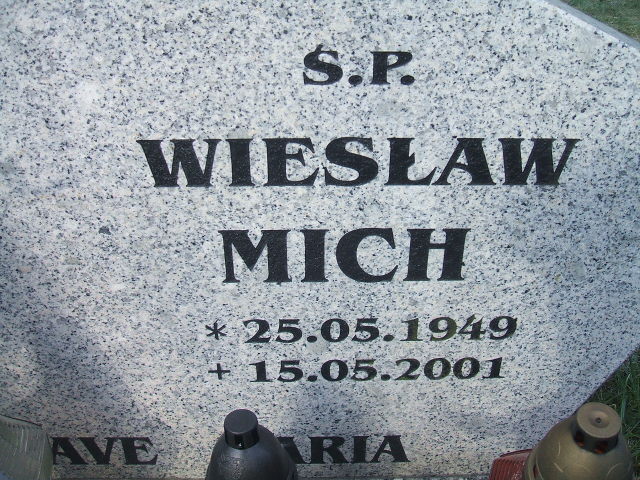 Ś.P.
WIESŁAW
MICH
* 25.05.1949
+ 15.05.2001
AVE ARIA